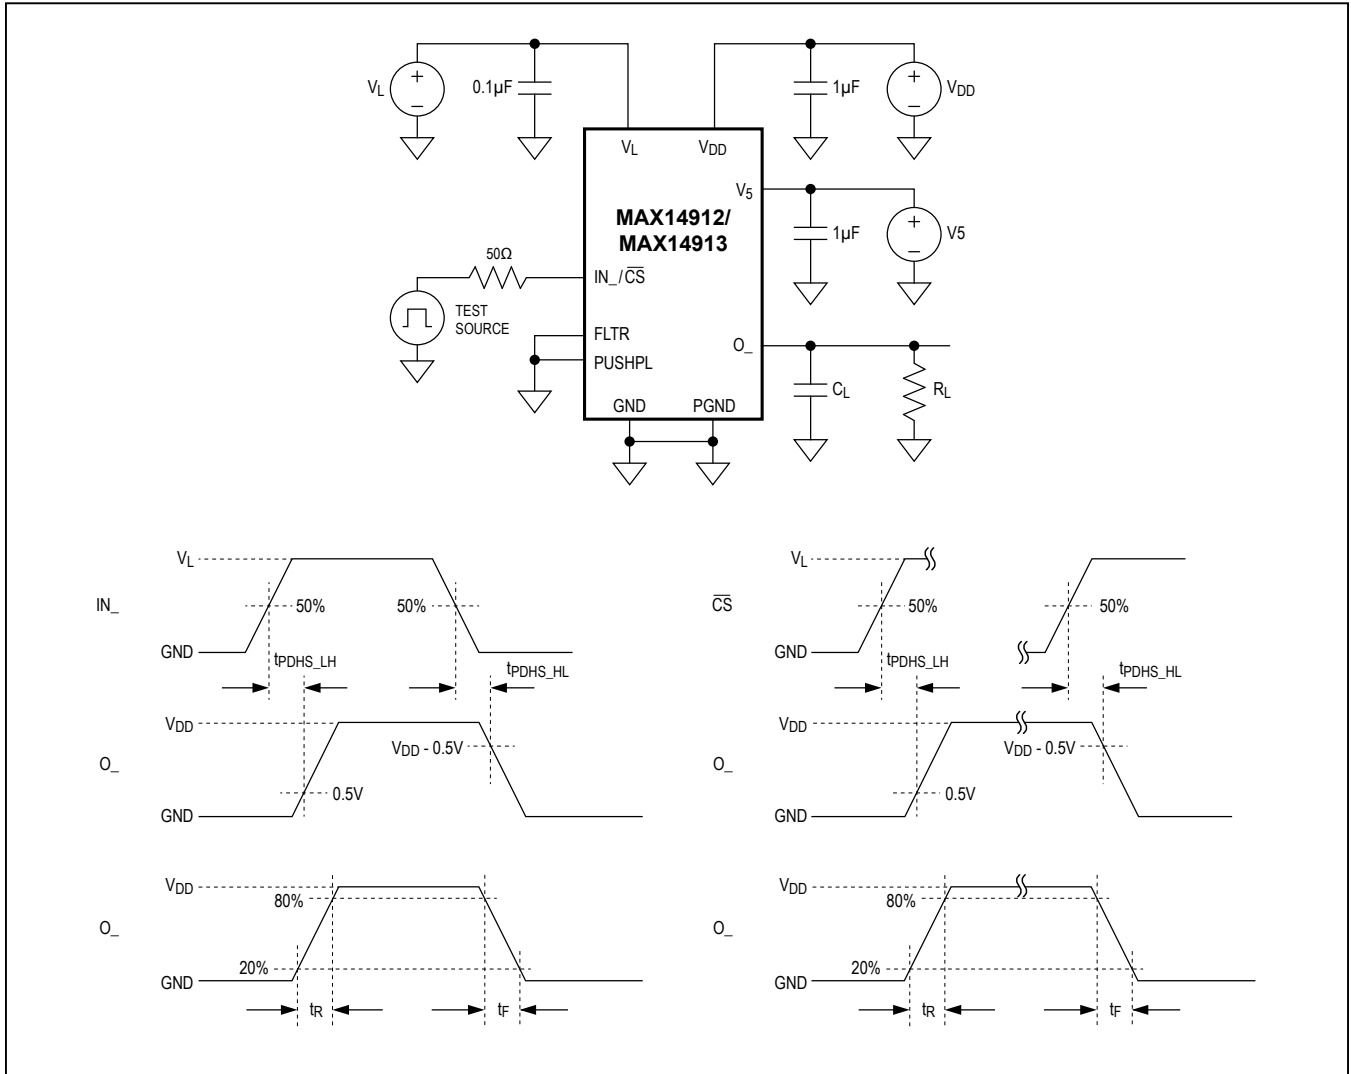 VL
0.1µF
1µF
VDD
VL VDD
V5
MAX14912/
MAX14913
1µF
V5
50Ω
IN_/C̅S̅
TEST
SOURCE
FLTR
PUSHPL
O_
CL
RL
GND PGND
VL
IN_
50% 50%
GND
tPDHS_LH
tPDHS_HL
VDD
VDD - 0.5V
O_
0.5V
GND
VDD
80%
O_
20%
GND
tR tF
VL
C̅S̅
50% 50%
GND
tPDHS_LH
tPDHS_HL
VDD
VDD - 0.5V
O_
0.5V
GND
VDD
80%
O_
20%
GND
tR tF